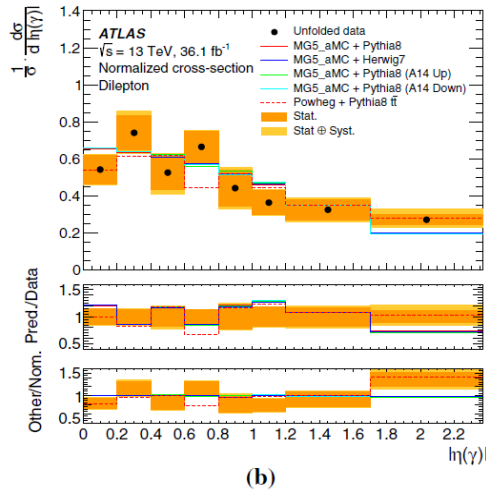 1/σ · dσ/d|η(γ)|
ATLAS
√s = 13 TeV, 36.1 fb⁻¹
Normalized cross-section
Dilepton
Unfolded data
MG5_aMC + Pythia8
MG5_aMC + Herwig7
MG5_aMC + Pythia8 (A14 Up)
MG5_aMC + Pythia8 (A14 Down)
Powheg + Pythia8 tt̄
Stat.
Stat ⊕ Syst.
1.4
1.2
1
0.8
0.6
0.4
0.2
0
Pred./Data
1.5
1
0.5
Other/Nom.
1.5
1
0.5
0 0.2 0.4 0.6 0.8 1 1.2 1.4 1.6 1.8 2 2.2
|η(γ)|
(b)